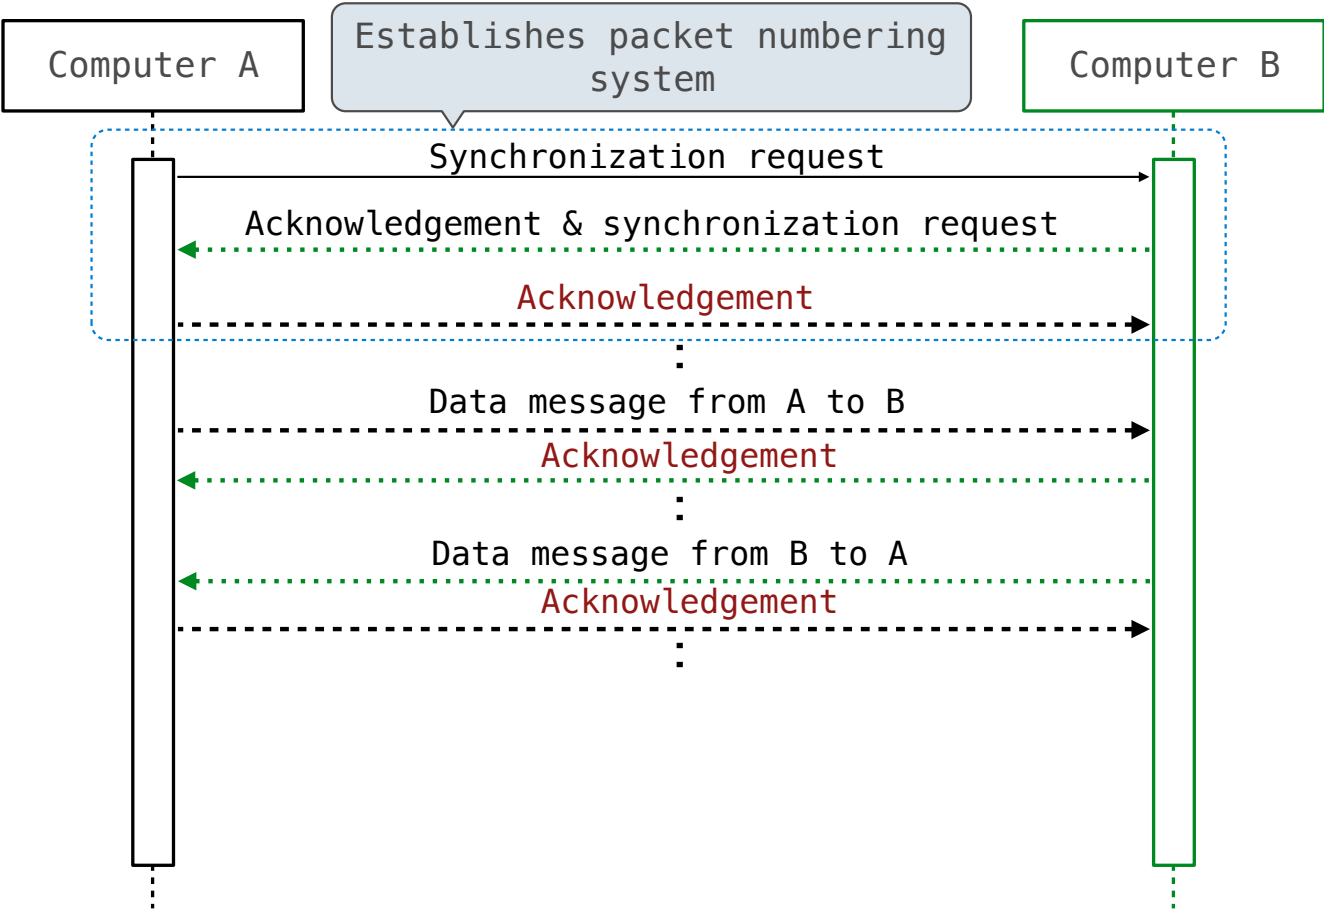 Computer A
Establishes packet numbering
system
Computer B
Synchronization request
Acknowledgement & synchronization request
Acknowledgement
:
Data message from A to B
Acknowledgement
:
Data message from B to A
Acknowledgement
: